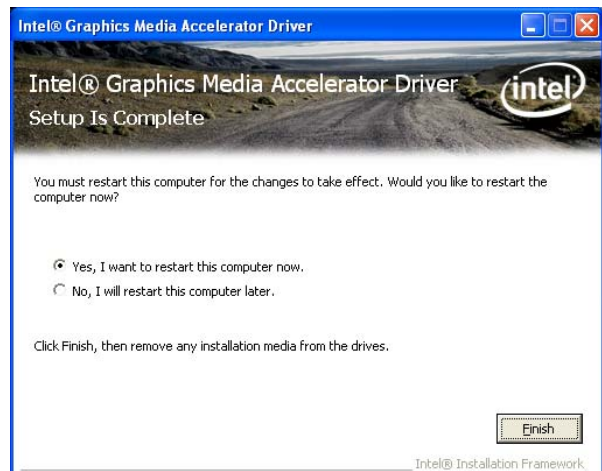 Intel® Graphics Media Accelerator Driver
Intel® Graphics Media Accelerator Driver
intel
Setup Is Complete
You must restart this computer for the changes to take effect. Would you like to restart the
computer now?
Yes, I want to restart this computer now.
No, I will restart this computer later.
Click Finish, then remove any installation media from the drives.
Finish
Intel® Installation Framework